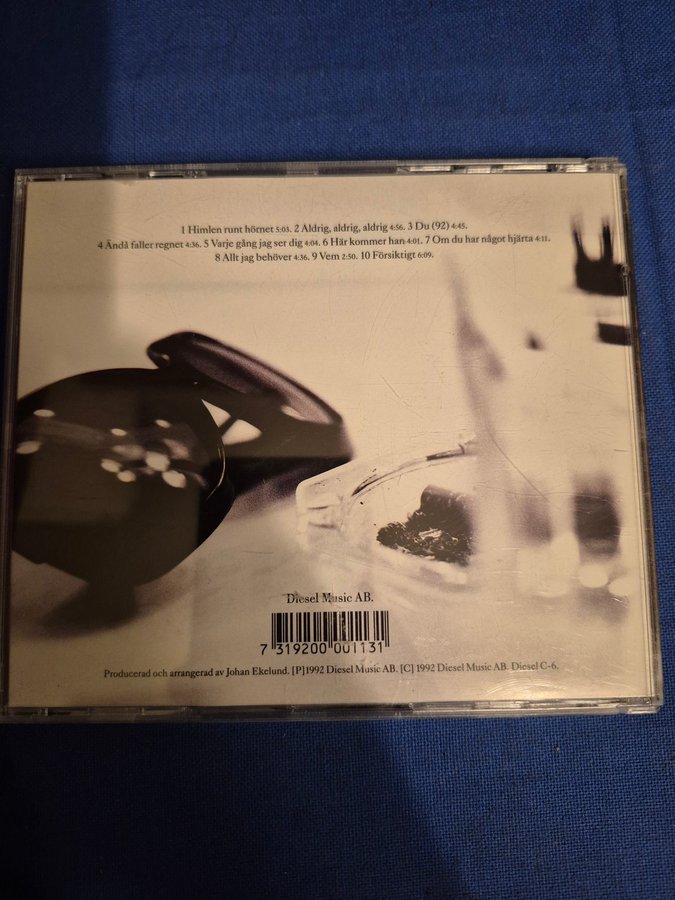 1 Himlen runt hörnet 5:03. 2 Aldrig, aldrig, aldrig 4:56. 3 Du (92) 4:45.
4 Ändå faller regnet 4:36. 5 Varje gång jag ser dig 4:04. 6 Här kommer han 4:01. 7 Om du har något hjärta 4:11.
8 Allt jag behöver 4:36. 9 Vem 2:50. 10 Försiktigt 6:09.
Diesel Music AB.
7 319200 001131
Producerad och arrangerad av Johan Ekelund. [P]1992 Diesel Music AB. [C] 1992 Diesel Music AB. Diesel C-6.